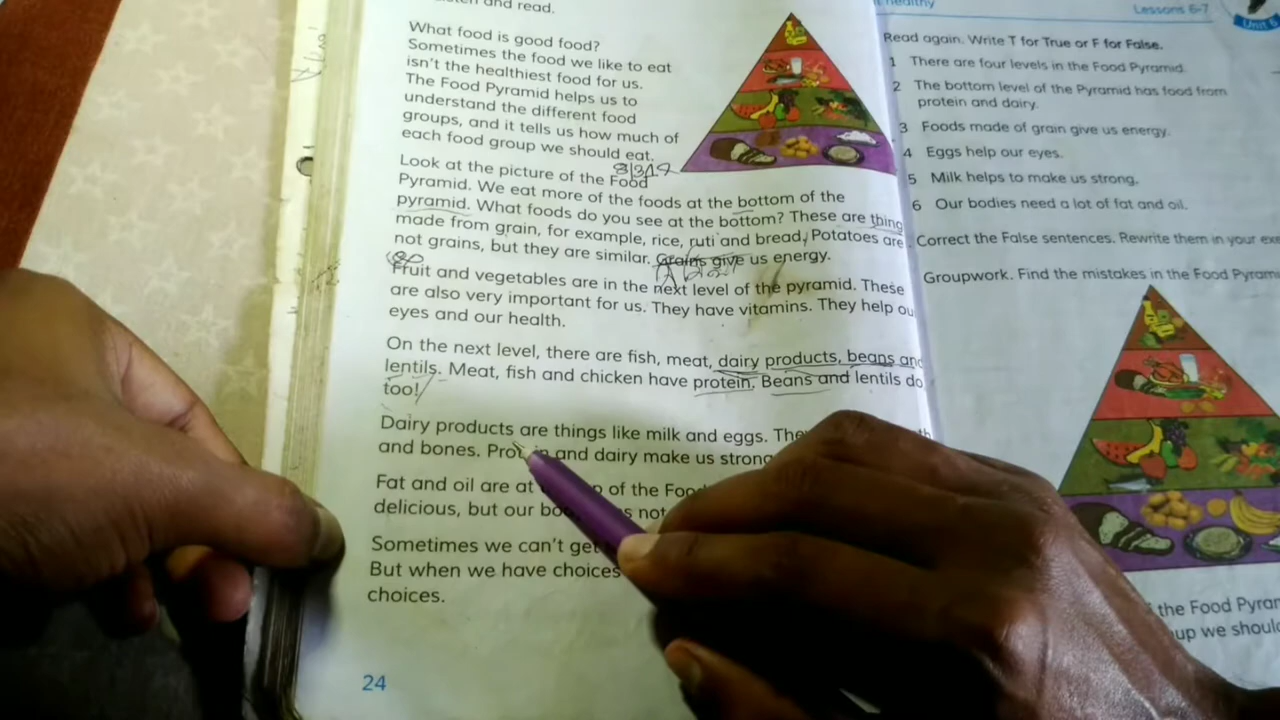 and read.
What food is good food?
Sometimes the food we like to eat
isn't the healthiest food for us.
The Food Pyramid helps us to
understand the different food
groups, and it tells us how much of
each food group we should eat.
Look at the picture of the Food
Pyramid. We eat more of the foods at the bottom of the
pyramid. What foods do you see at the bottom? These are thing
made from grain, for example, rice, ruti and bread. Potatoes are
not grains, but they are similar. Grains give us energy.
Fruit and vegetables are in the next level of the pyramid. These
are also very important for us. They have vitamins. They help ou
eyes and our health.
On the next level, there are fish, meat, dairy products, beans and
lentils. Meat, fish and chicken have protein. Beans and lentils do
too!
Dairy products are things like milk and eggs. The
and bones. and dairy make us strong
Fat and oil are at of the Foo
delicious, but our not
Sometimes we can't get
But when we have choices
choices.
24
healthy
Lessons 6-7
Unit 6
Read again. Write T for True or F for False.
1 There are four levels in the Food Pyramid.
2 The bottom level of the Pyramid has food from
protein and dairy.
3 Foods made of grain give us energy.
4 Eggs help our eyes.
5 Milk helps to make us strong.
6 Our bodies need a lot of fat and oil.
Correct the False sentences. Rewrite them in your exe
Groupwork. Find the mistakes in the Food Pyram
the Food Pyra
up we shoul